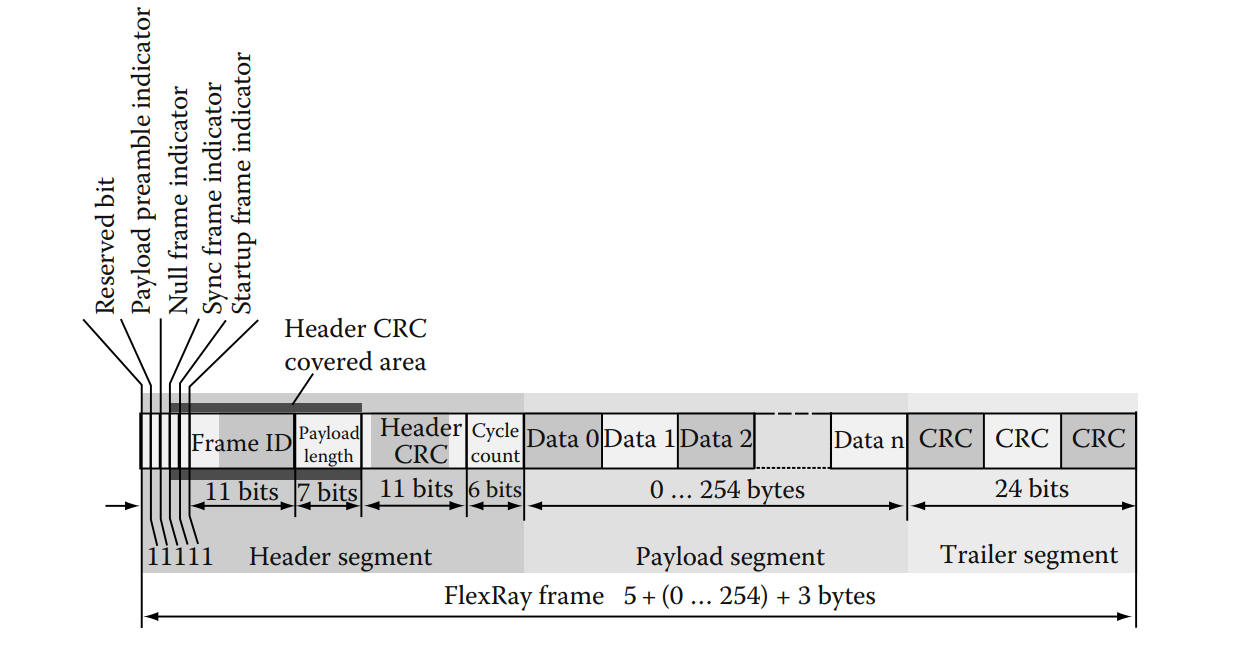 Reserved bit
Payload preamble indicator
Null frame indicator
Sync frame indicator
Startup frame indicator
Header CRC
covered area
Frame ID
Payload
length
Header
CRC
Cycle
count
Data 0
Data 1
Data 2
Data n
CRC
CRC
CRC
11 bits
7 bits
11 bits
6 bits
0 … 254 bytes
24 bits
11111
Header segment
Payload segment
Trailer segment
FlexRay frame 5 + (0 … 254) + 3 bytes